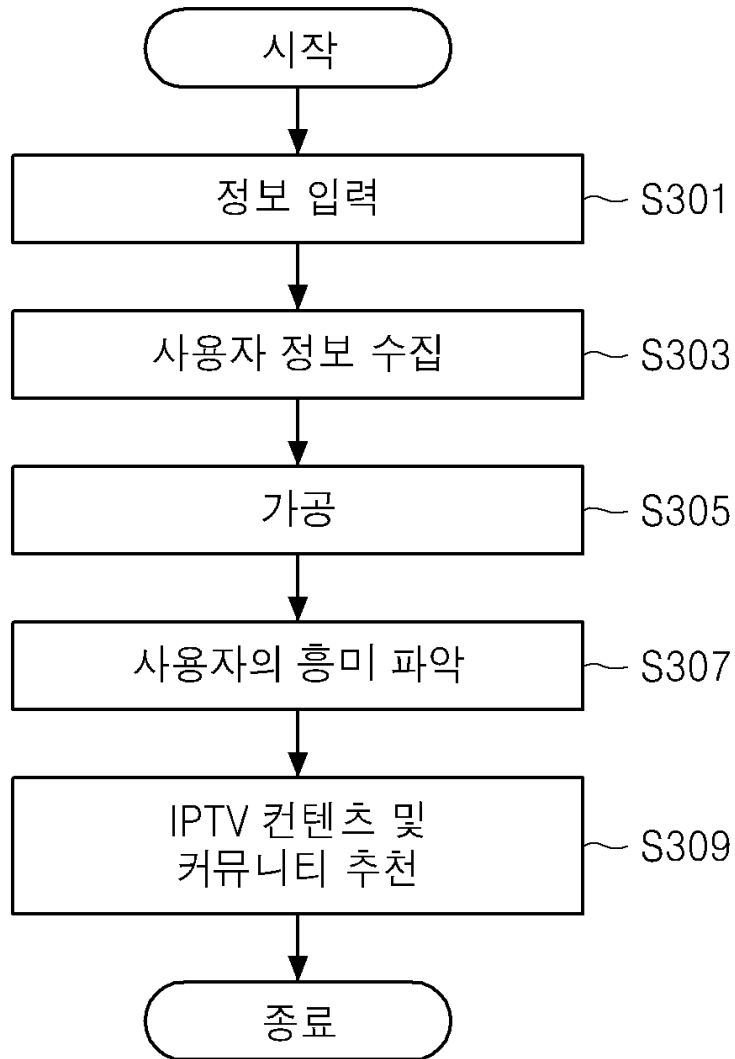 시작
정보 입력
S301
사용자 정보 수집
S303
가공
S305
사용자의 흥미 파악
S307
IPTV 컨텐츠 및
커뮤니티 추천
S309
종료